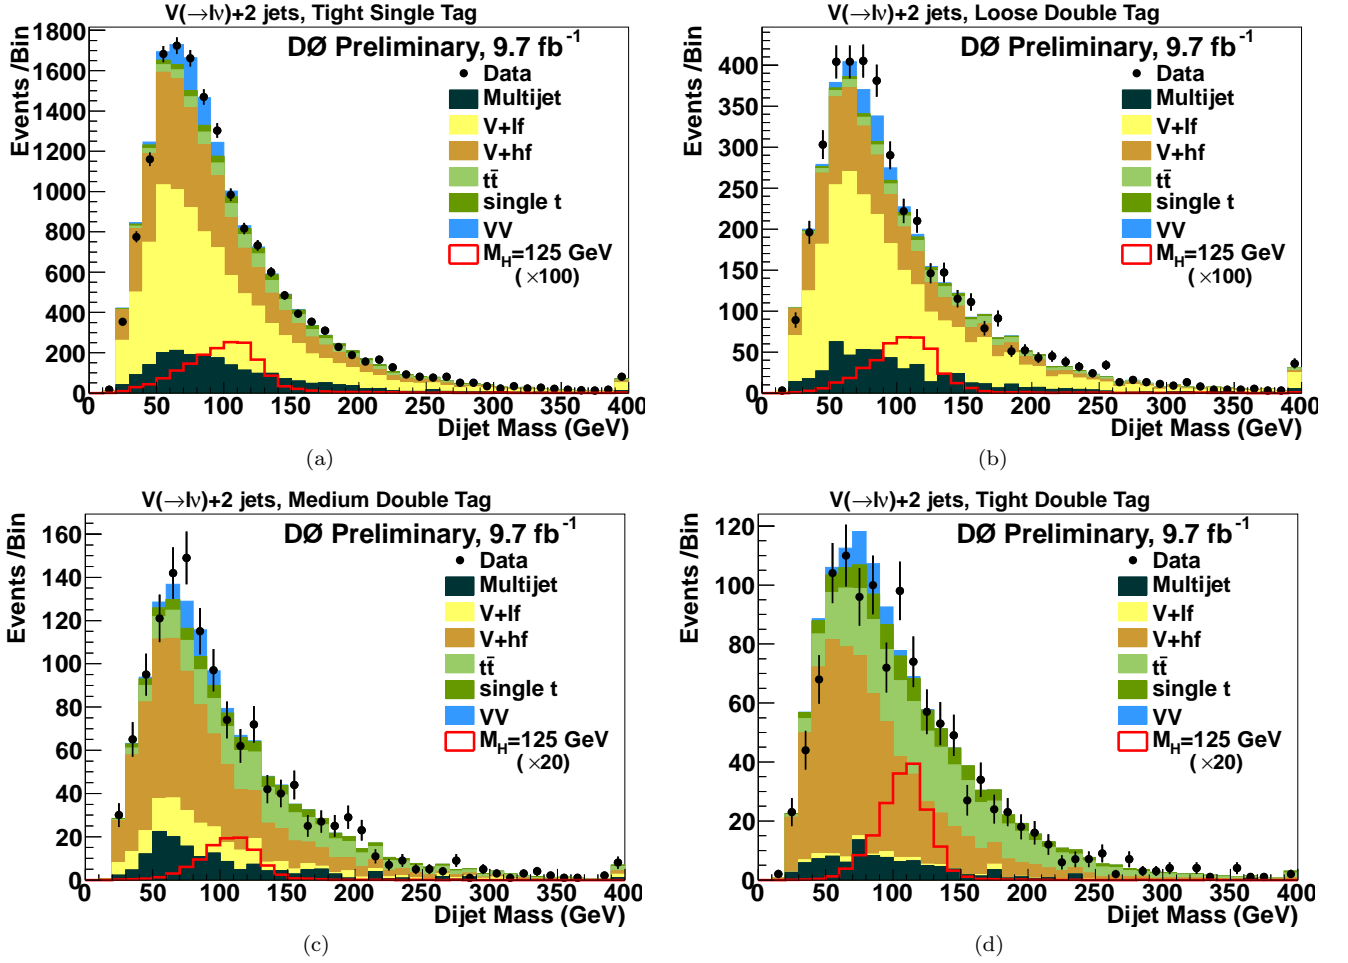 V(→lν)+2 jets, Tight Single Tag
Events /Bin
DØ Preliminary, 9.7 fb⁻¹
Data
Multijet
V+lf
V+hf
tt̄
single t
VV
M_H=125 GeV
(×100)
1800
1600
1400
1200
1000
800
600
400
200
0
0 50 100 150 200 250 300 350 400
Dijet Mass (GeV)
(a)
V(→lν)+2 jets, Loose Double Tag
Events /Bin
DØ Preliminary, 9.7 fb⁻¹
Data
Multijet
V+lf
V+hf
tt̄
single t
VV
M_H=125 GeV
(×100)
400
350
300
250
200
150
100
50
0
0 50 100 150 200 250 300 350 400
Dijet Mass (GeV)
(b)
V(→lν)+2 jets, Medium Double Tag
Events /Bin
DØ Preliminary, 9.7 fb⁻¹
Data
Multijet
V+lf
V+hf
tt̄
single t
VV
M_H=125 GeV
(×20)
160
140
120
100
80
60
40
20
0
0 50 100 150 200 250 300 350 400
Dijet Mass (GeV)
(c)
V(→lν)+2 jets, Tight Double Tag
Events /Bin
DØ Preliminary, 9.7 fb⁻¹
Data
Multijet
V+lf
V+hf
tt̄
single t
VV
M_H=125 GeV
(×20)
120
100
80
60
40
20
0
0 50 100 150 200 250 300 350 400
Dijet Mass (GeV)
(d)